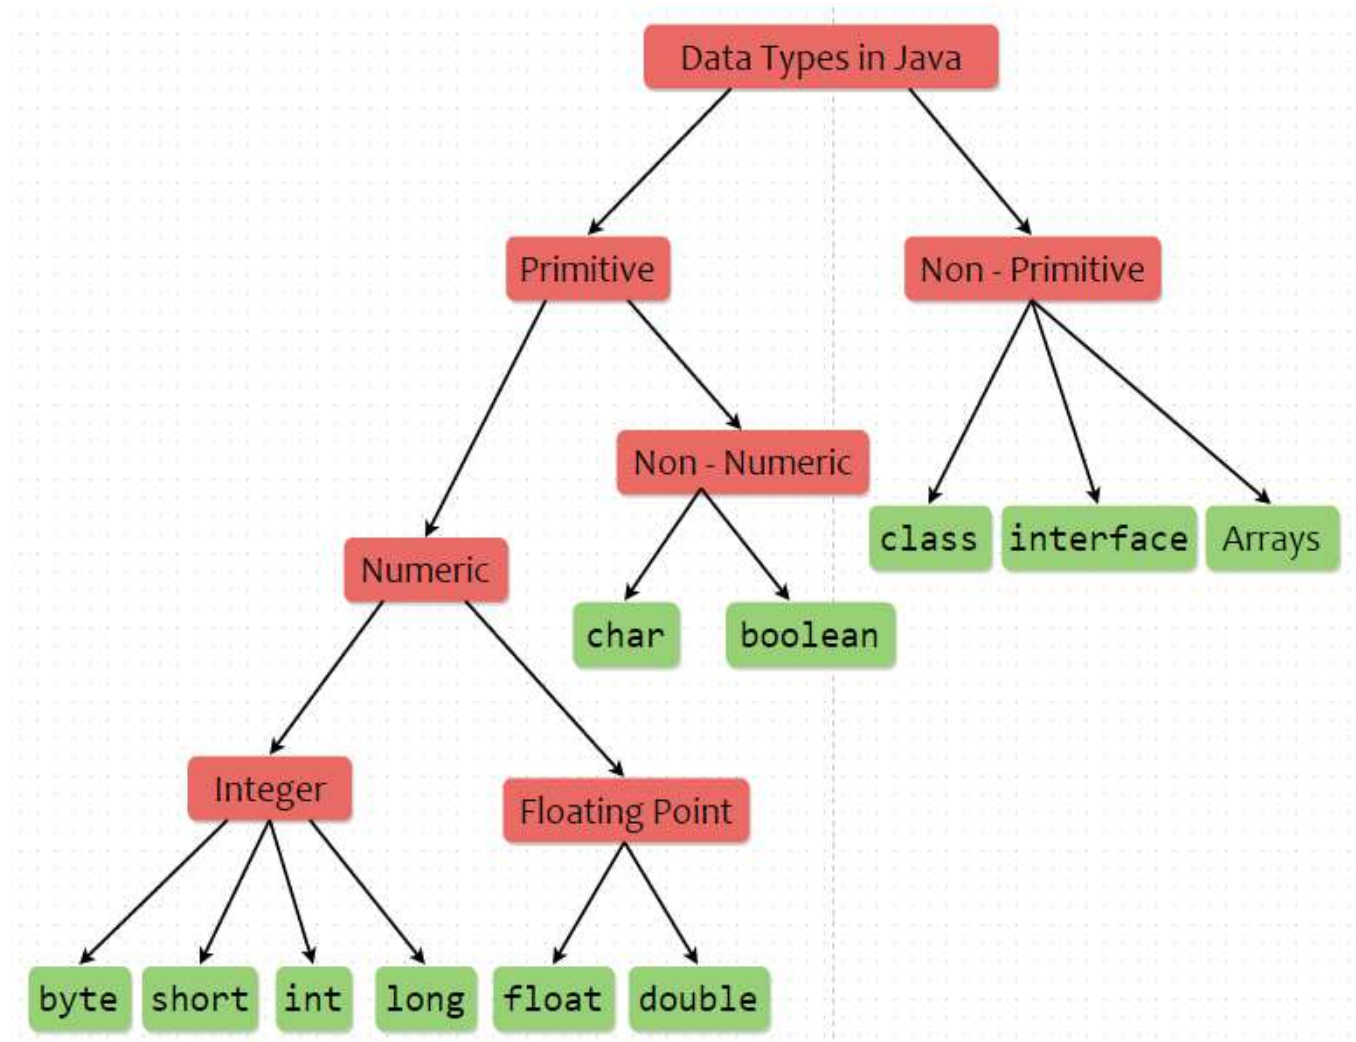 Data Types in Java
Primitive
Non - Primitive
Non - Numeric
class
interface
Arrays
Numeric
char
boolean
Integer
Floating Point
byte
short
int
long
float
double